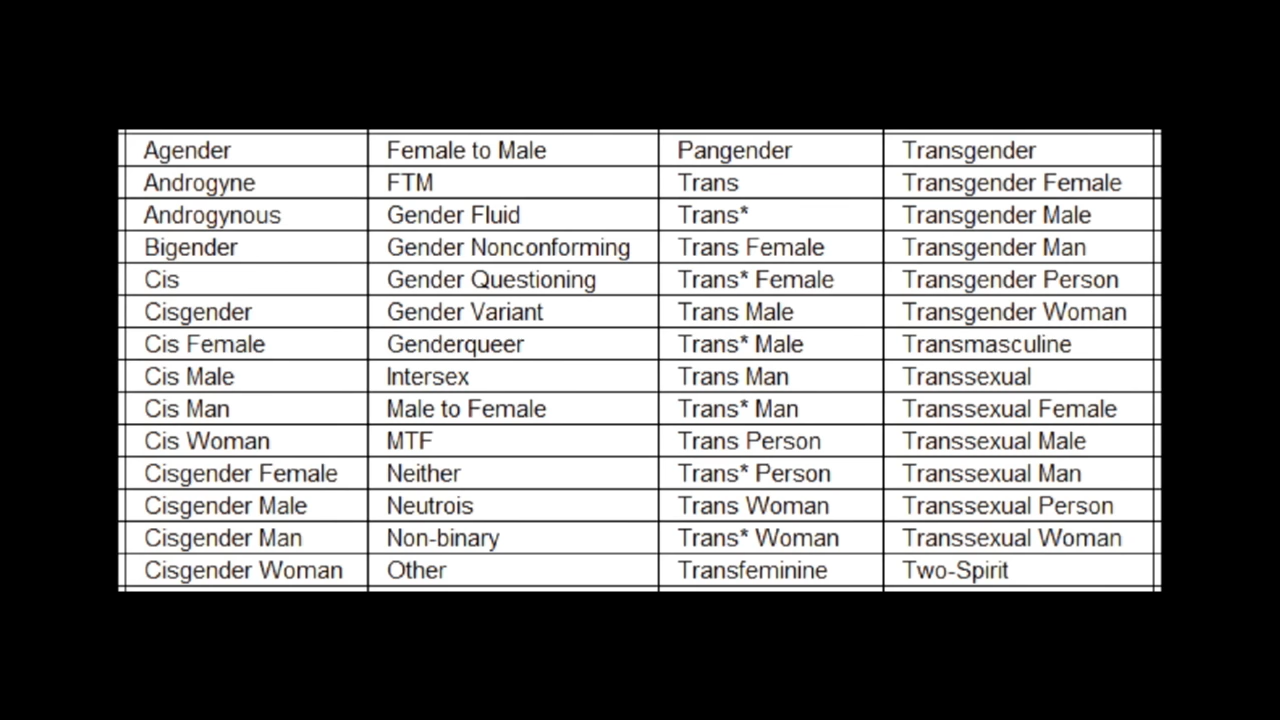 Agender Female to Male Pangender Transgender
Androgyne FTM Trans Transgender Female
Androgynous Gender Fluid Trans* Transgender Male
Bigender Gender Nonconforming Trans Female Transgender Man
Cis Gender Questioning Trans* Female Transgender Person
Cisgender Gender Variant Trans Male Transgender Woman
Cis Female Genderqueer Trans* Male Transmasculine
Cis Male Intersex Trans Man Transsexual
Cis Man Male to Female Trans* Man Transsexual Female
Cis Woman MTF Trans Person Transsexual Male
Cisgender Female Neither Trans* Person Transsexual Man
Cisgender Male Neutrois Trans Woman Transsexual Person
Cisgender Man Non-binary Trans* Woman Transsexual Woman
Cisgender Woman Other Transfeminine Two-Spirit